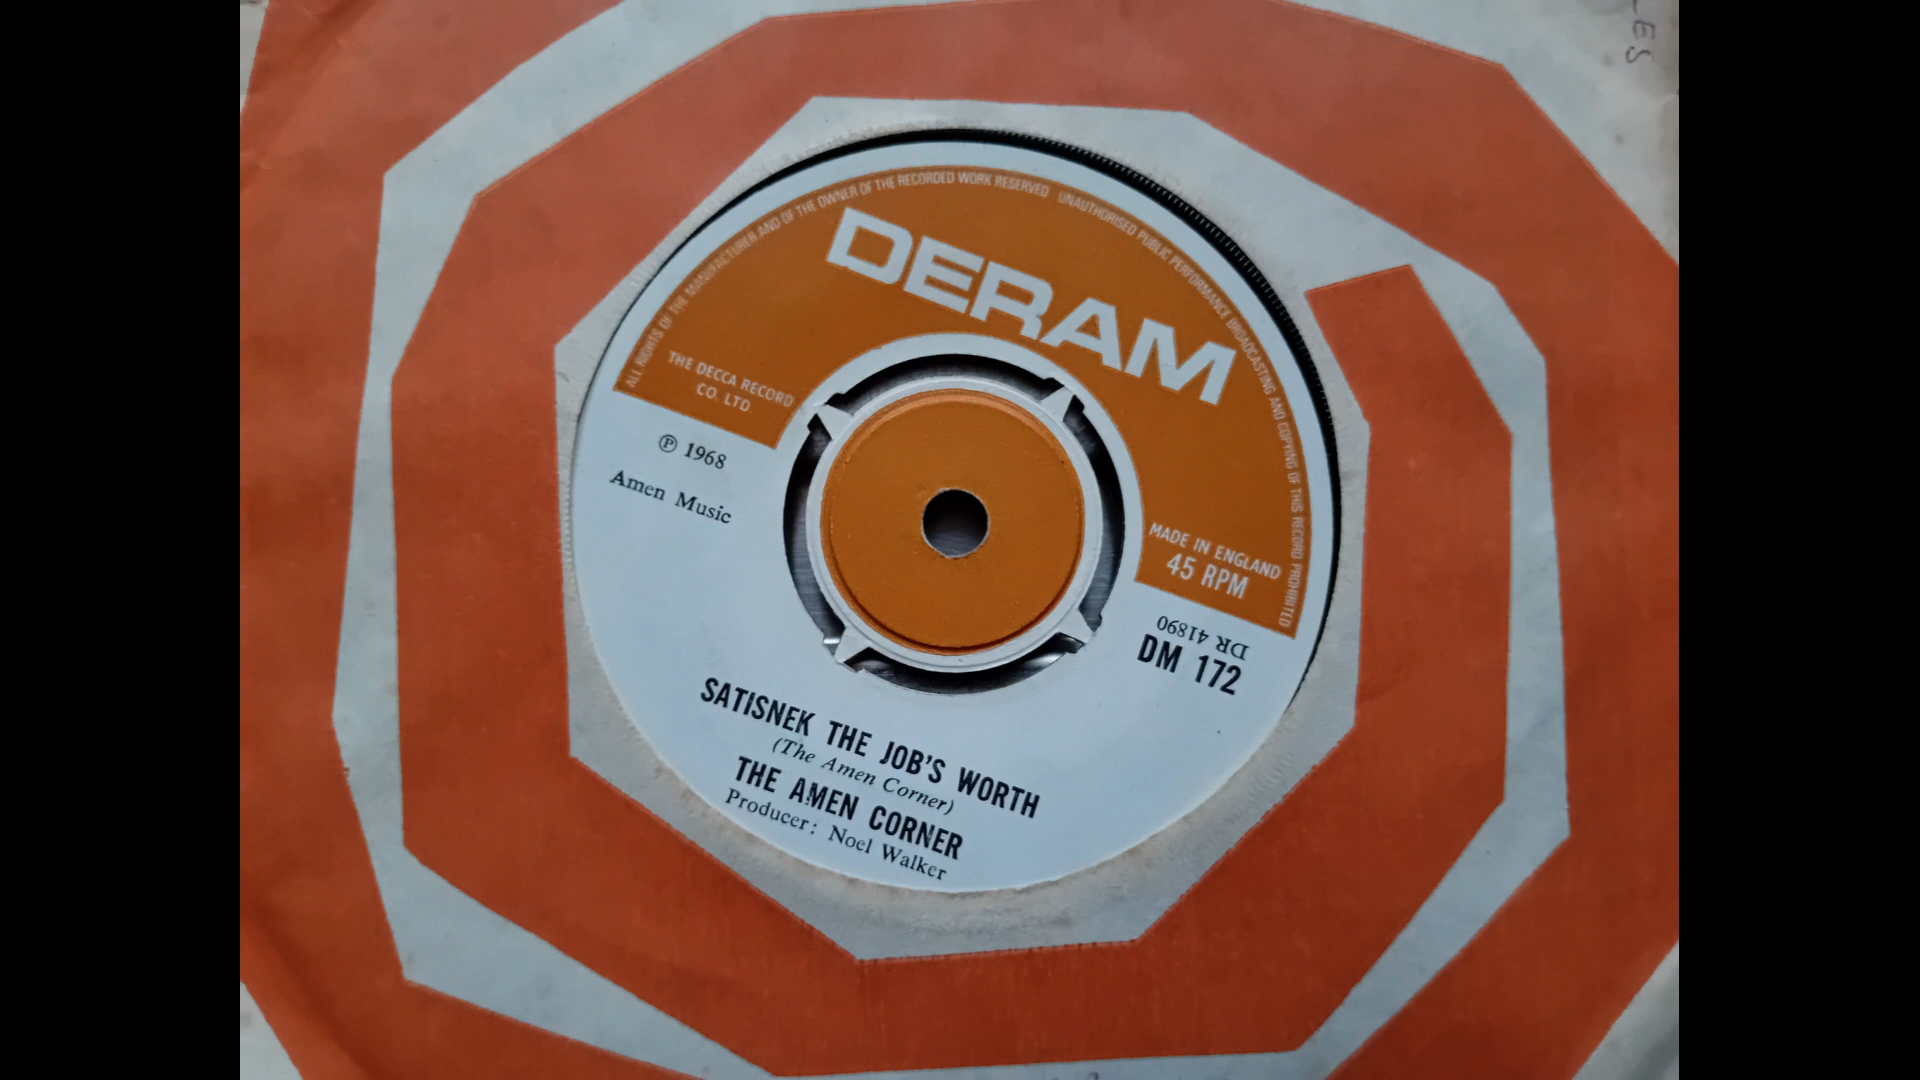 ALL RIGHTS OF THE MANUFACTURER AND OF THE OWNER OF THE RECORDED WORK RESERVED UNAUTHORISED PUBLIC PERFORMANCE BROADCASTING AND COPYING OF THIS RECORD PROHIBITED
DERAM
THE DECCA RECORD
CO. LTD
℗ 1968
Amen Music
MADE IN ENGLAND
45 RPM
DR 41890
DM 172
SATISNEK THE JOB'S WORTH
(The Amen Corner)
THE AMEN CORNER
Producer: Noel Walker